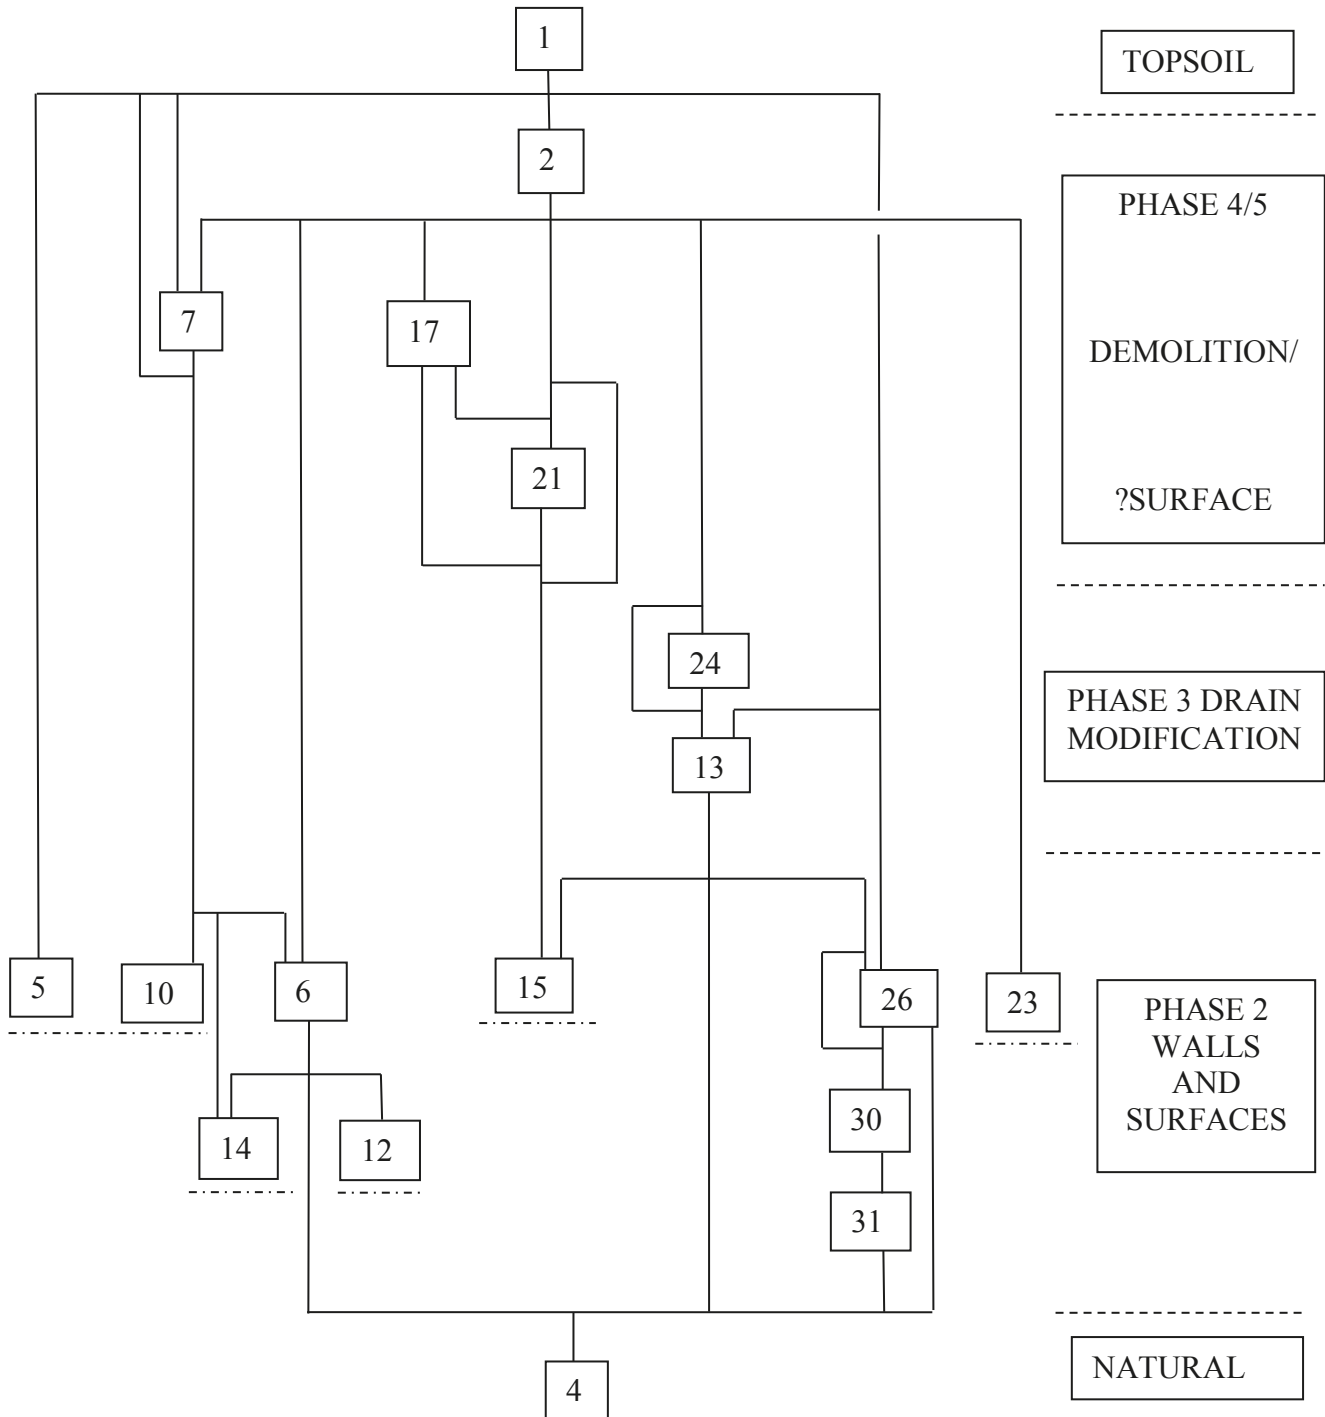 1
TOPSOIL
2
PHASE 4/5
7
17
DEMOLITION/
21
?SURFACE
24
PHASE 3 DRAIN
MODIFICATION
13
5
10
6
15
26
23
PHASE 2
WALLS
AND
SURFACES
14
12
30
31
NATURAL
4